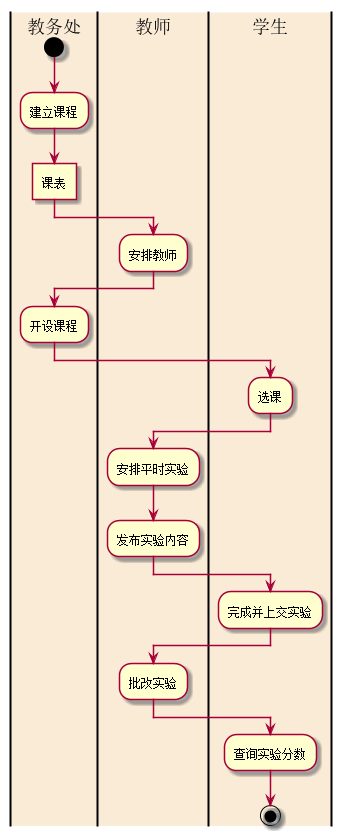 教务处 教师 学生
建立课程
课表
安排教师
开设课程
选课
安排平时实验
发布实验内容
完成并上交实验
批改实验
查询实验分数